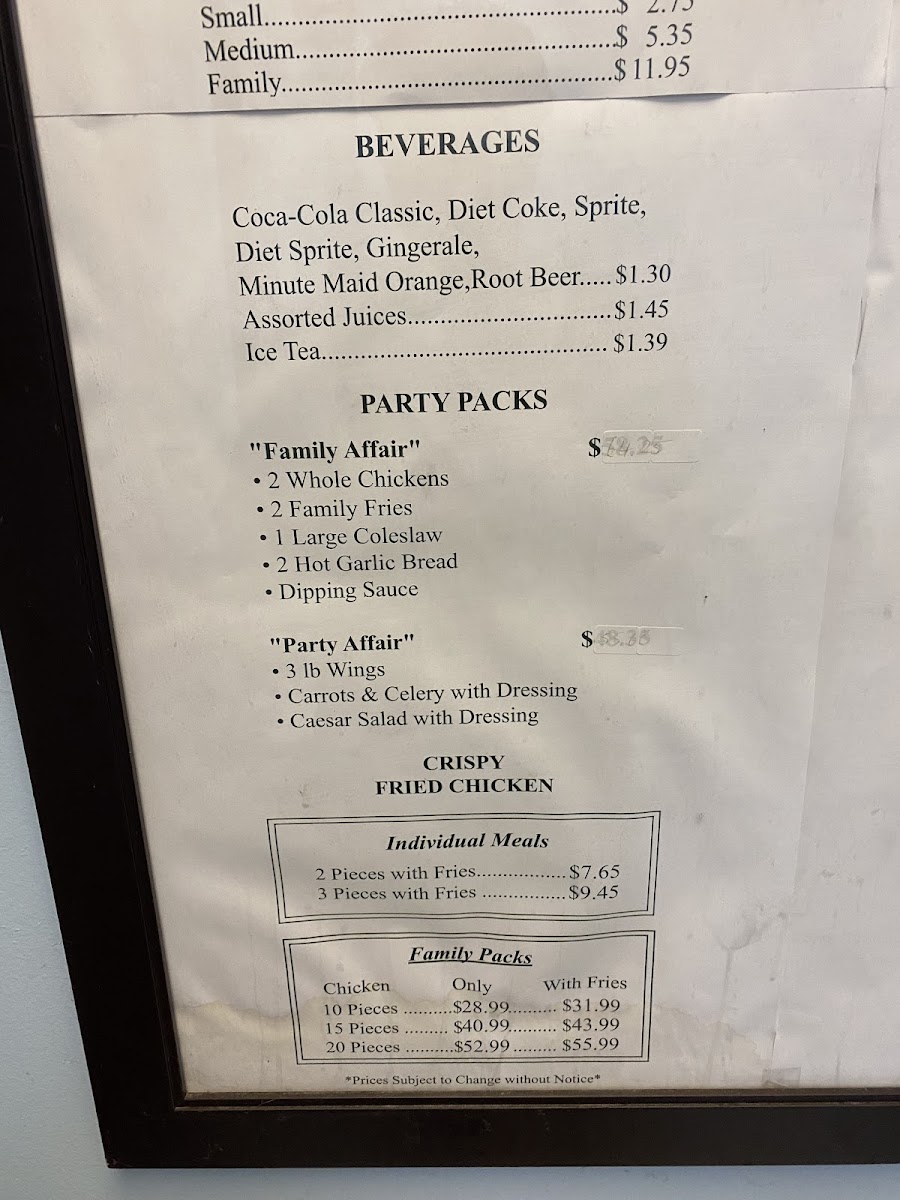 Small..........................................................$ 2.75
Medium......................................................$ 5.35
Family........................................................$ 11.95
BEVERAGES
Coca-Cola Classic, Diet Coke, Sprite,
Diet Sprite, Gingerale,
Minute Maid Orange,Root Beer.....$1.30
Assorted Juices................................$1.45
Ice Tea............................................. $1.39
PARTY PACKS
"Family Affair" $
• 2 Whole Chickens
• 2 Family Fries
• 1 Large Coleslaw
• 2 Hot Garlic Bread
• Dipping Sauce
"Party Affair" $
• 3 lb Wings
• Carrots & Celery with Dressing
• Caesar Salad with Dressing
CRISPY
FRIED CHICKEN
Individual Meals
2 Pieces with Fries.................$7.65
3 Pieces with Fries ................$9.45
Family Packs
Chicken Only With Fries
10 Pieces ..........$28.99.......... $31.99
15 Pieces ......... $40.99.......... $43.99
20 Pieces ..........$52.99 ......... $55.99
*Prices Subject to Change without Notice*